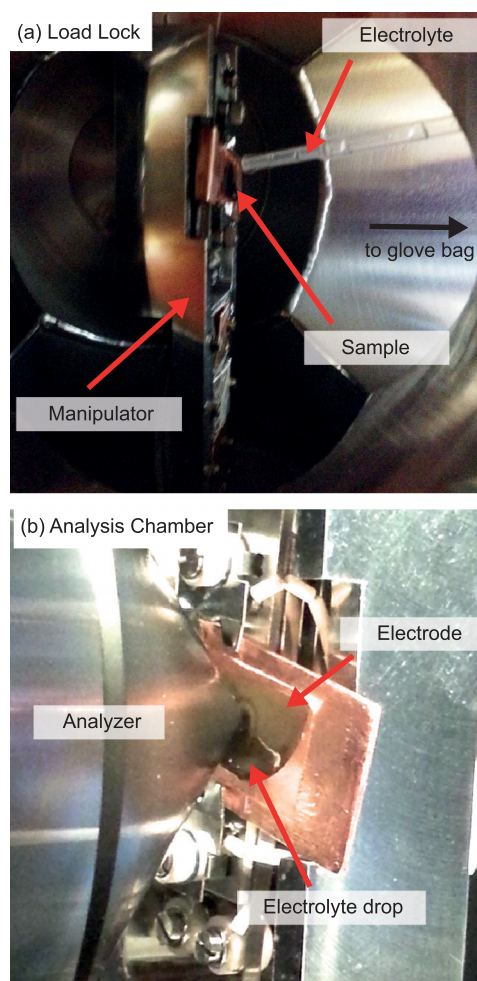 (a) Load Lock
Electrolyte
to glove bag
Sample
Manipulator
(b) Analysis Chamber
Electrode
Analyzer
Electrolyte drop